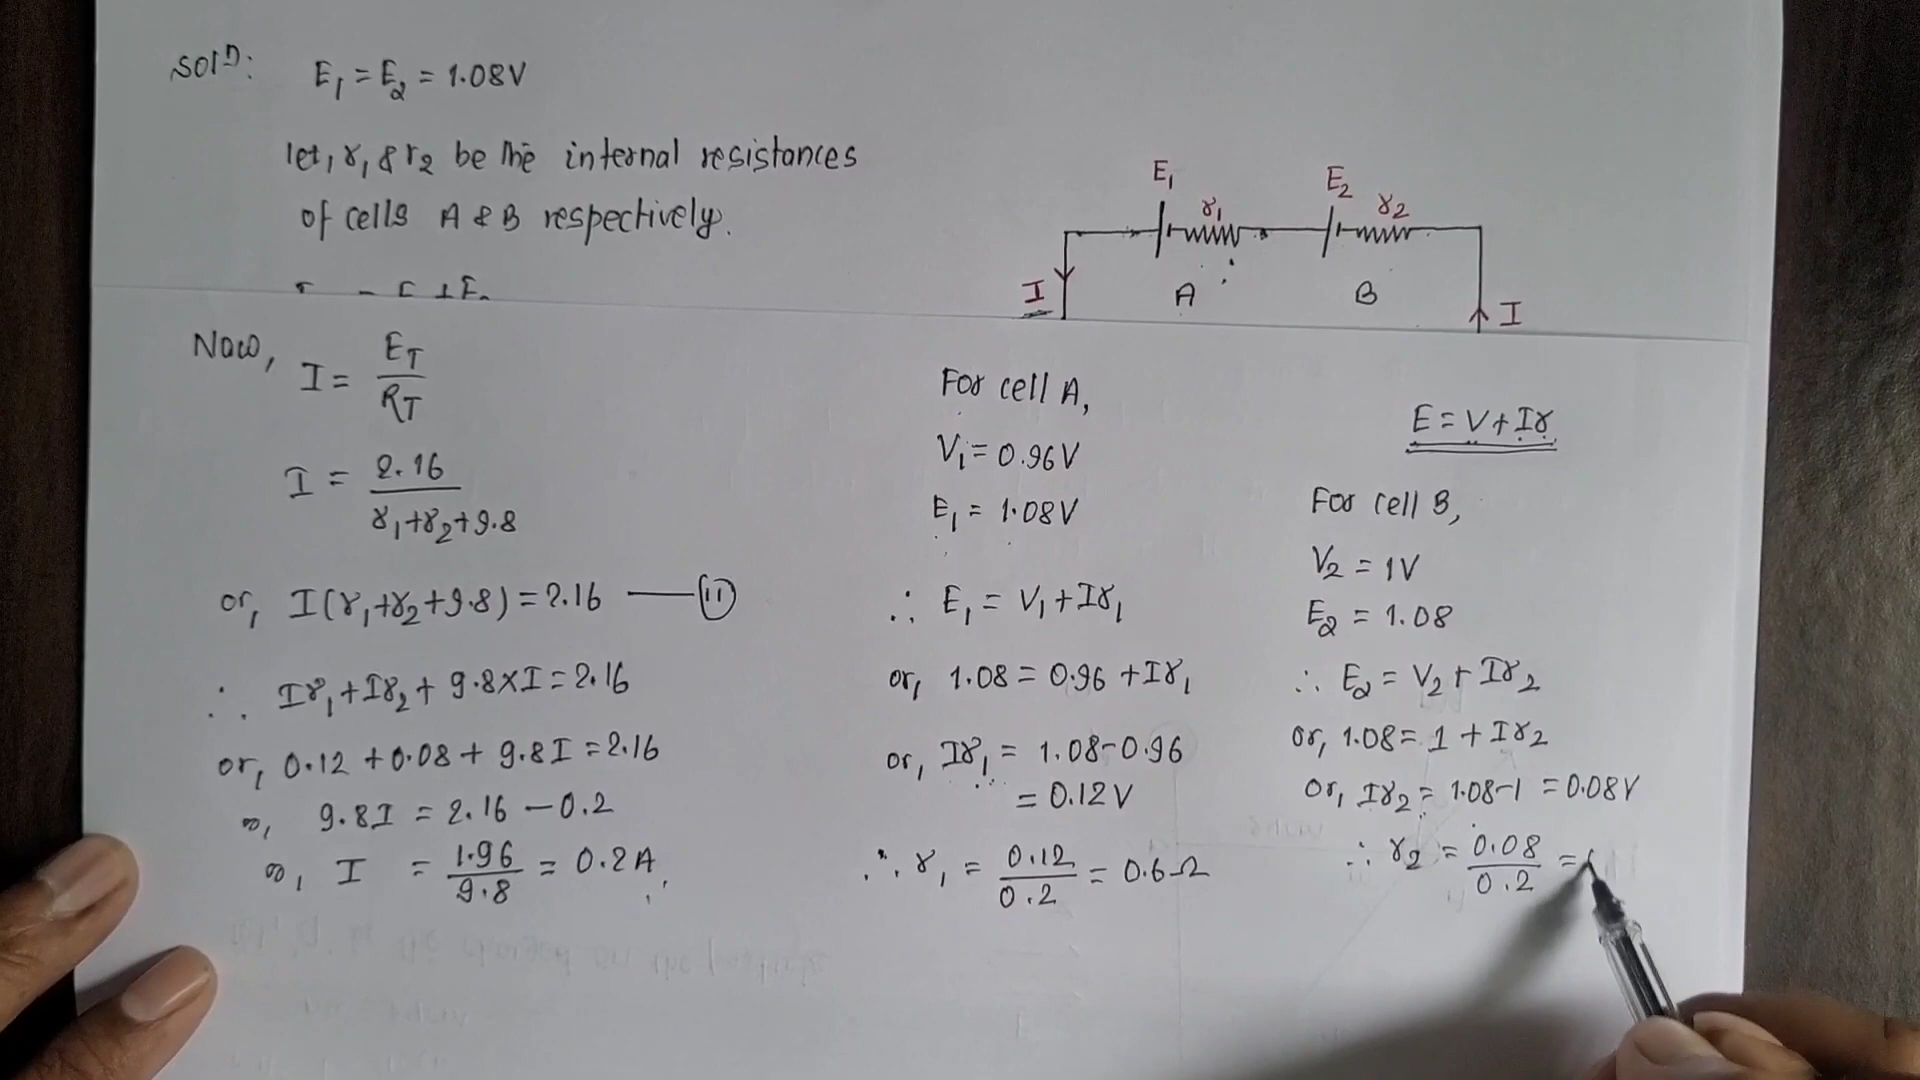 Solⁿ:
E₁ = E₂ = 1.08V
let, r₁ & r₂ be the internal resistances
of cells A & B respectively.
E₁
r₁
E₂
r₂
I
A
B
I
Now,
I = E_T / R_T
I = 2.16 / r₁+r₂+9.8
or, I(r₁+r₂+9.8) = 2.16 —— (11)
∴ Ir₁+Ir₂+ 9.8×I = 2.16
or, 0.12 + 0.08 + 9.8I = 2.16
or, 9.8I = 2.16 − 0.2
or, I = 1.96 / 9.8 = 0.2A
For cell A,
V₁ = 0.96V
E₁ = 1.08V
∴ E₁ = V₁ + Ir₁
or, 1.08 = 0.96 + Ir₁
or, Ir₁ = 1.08-0.96
= 0.12V
∴ r₁ = 0.12 / 0.2 = 0.6Ω
E = V + Ir
For cell B,
V₂ = 1V
E₂ = 1.08
∴ E₂ = V₂ + Ir₂
or, 1.08 = 1 + Ir₂
or, Ir₂ = 1.08-1 = 0.08V
∴ r₂ = 0.08 / 0.2 =